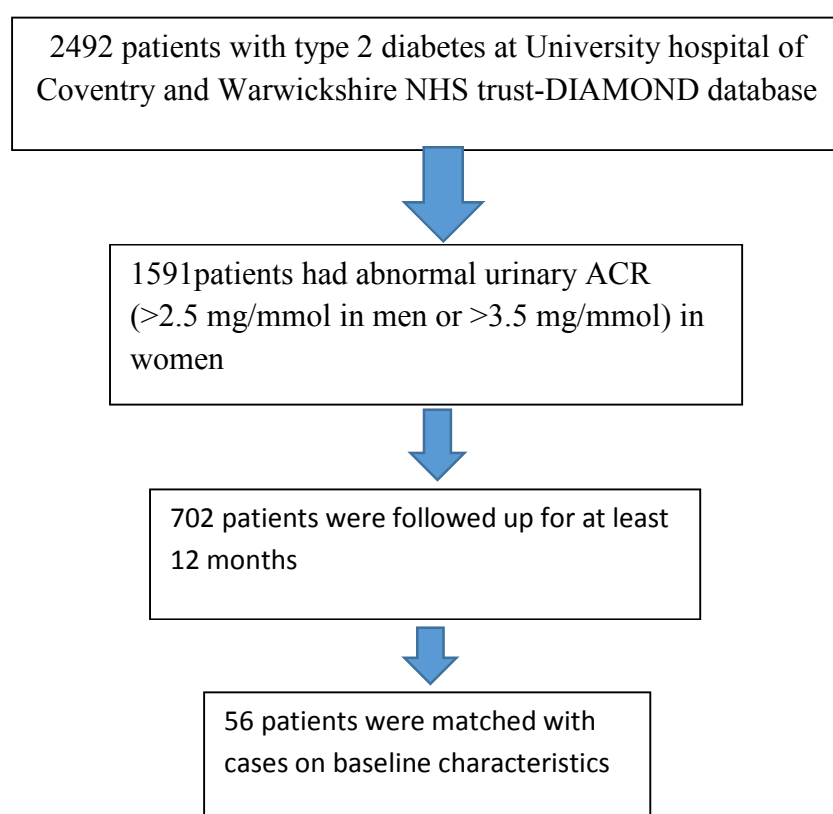 2492 patients with type 2 diabetes at University hospital of
Coventry and Warwickshire NHS trust-DIAMOND database
1591patients had abnormal urinary ACR
(>2.5 mg/mmol in men or >3.5 mg/mmol) in
women
702 patients were followed up for at least
12 months
56 patients were matched with
cases on baseline characteristics